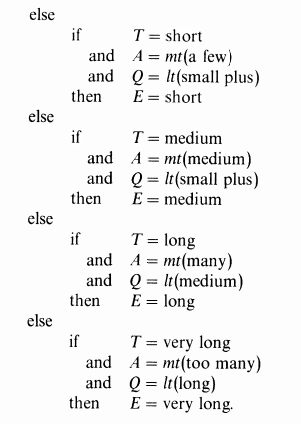 else
if T = short
and A = mt(a few)
and Q = lt(small plus)
then E = short
else
if T = medium
and A = mt(medium)
and Q = lt(small plus)
then E = medium
else
if T = long
and A = mt(many)
and Q = lt(medium)
then E = long
else
if T = very long
and A = mt(too many)
and Q = lt(long)
then E = very long.